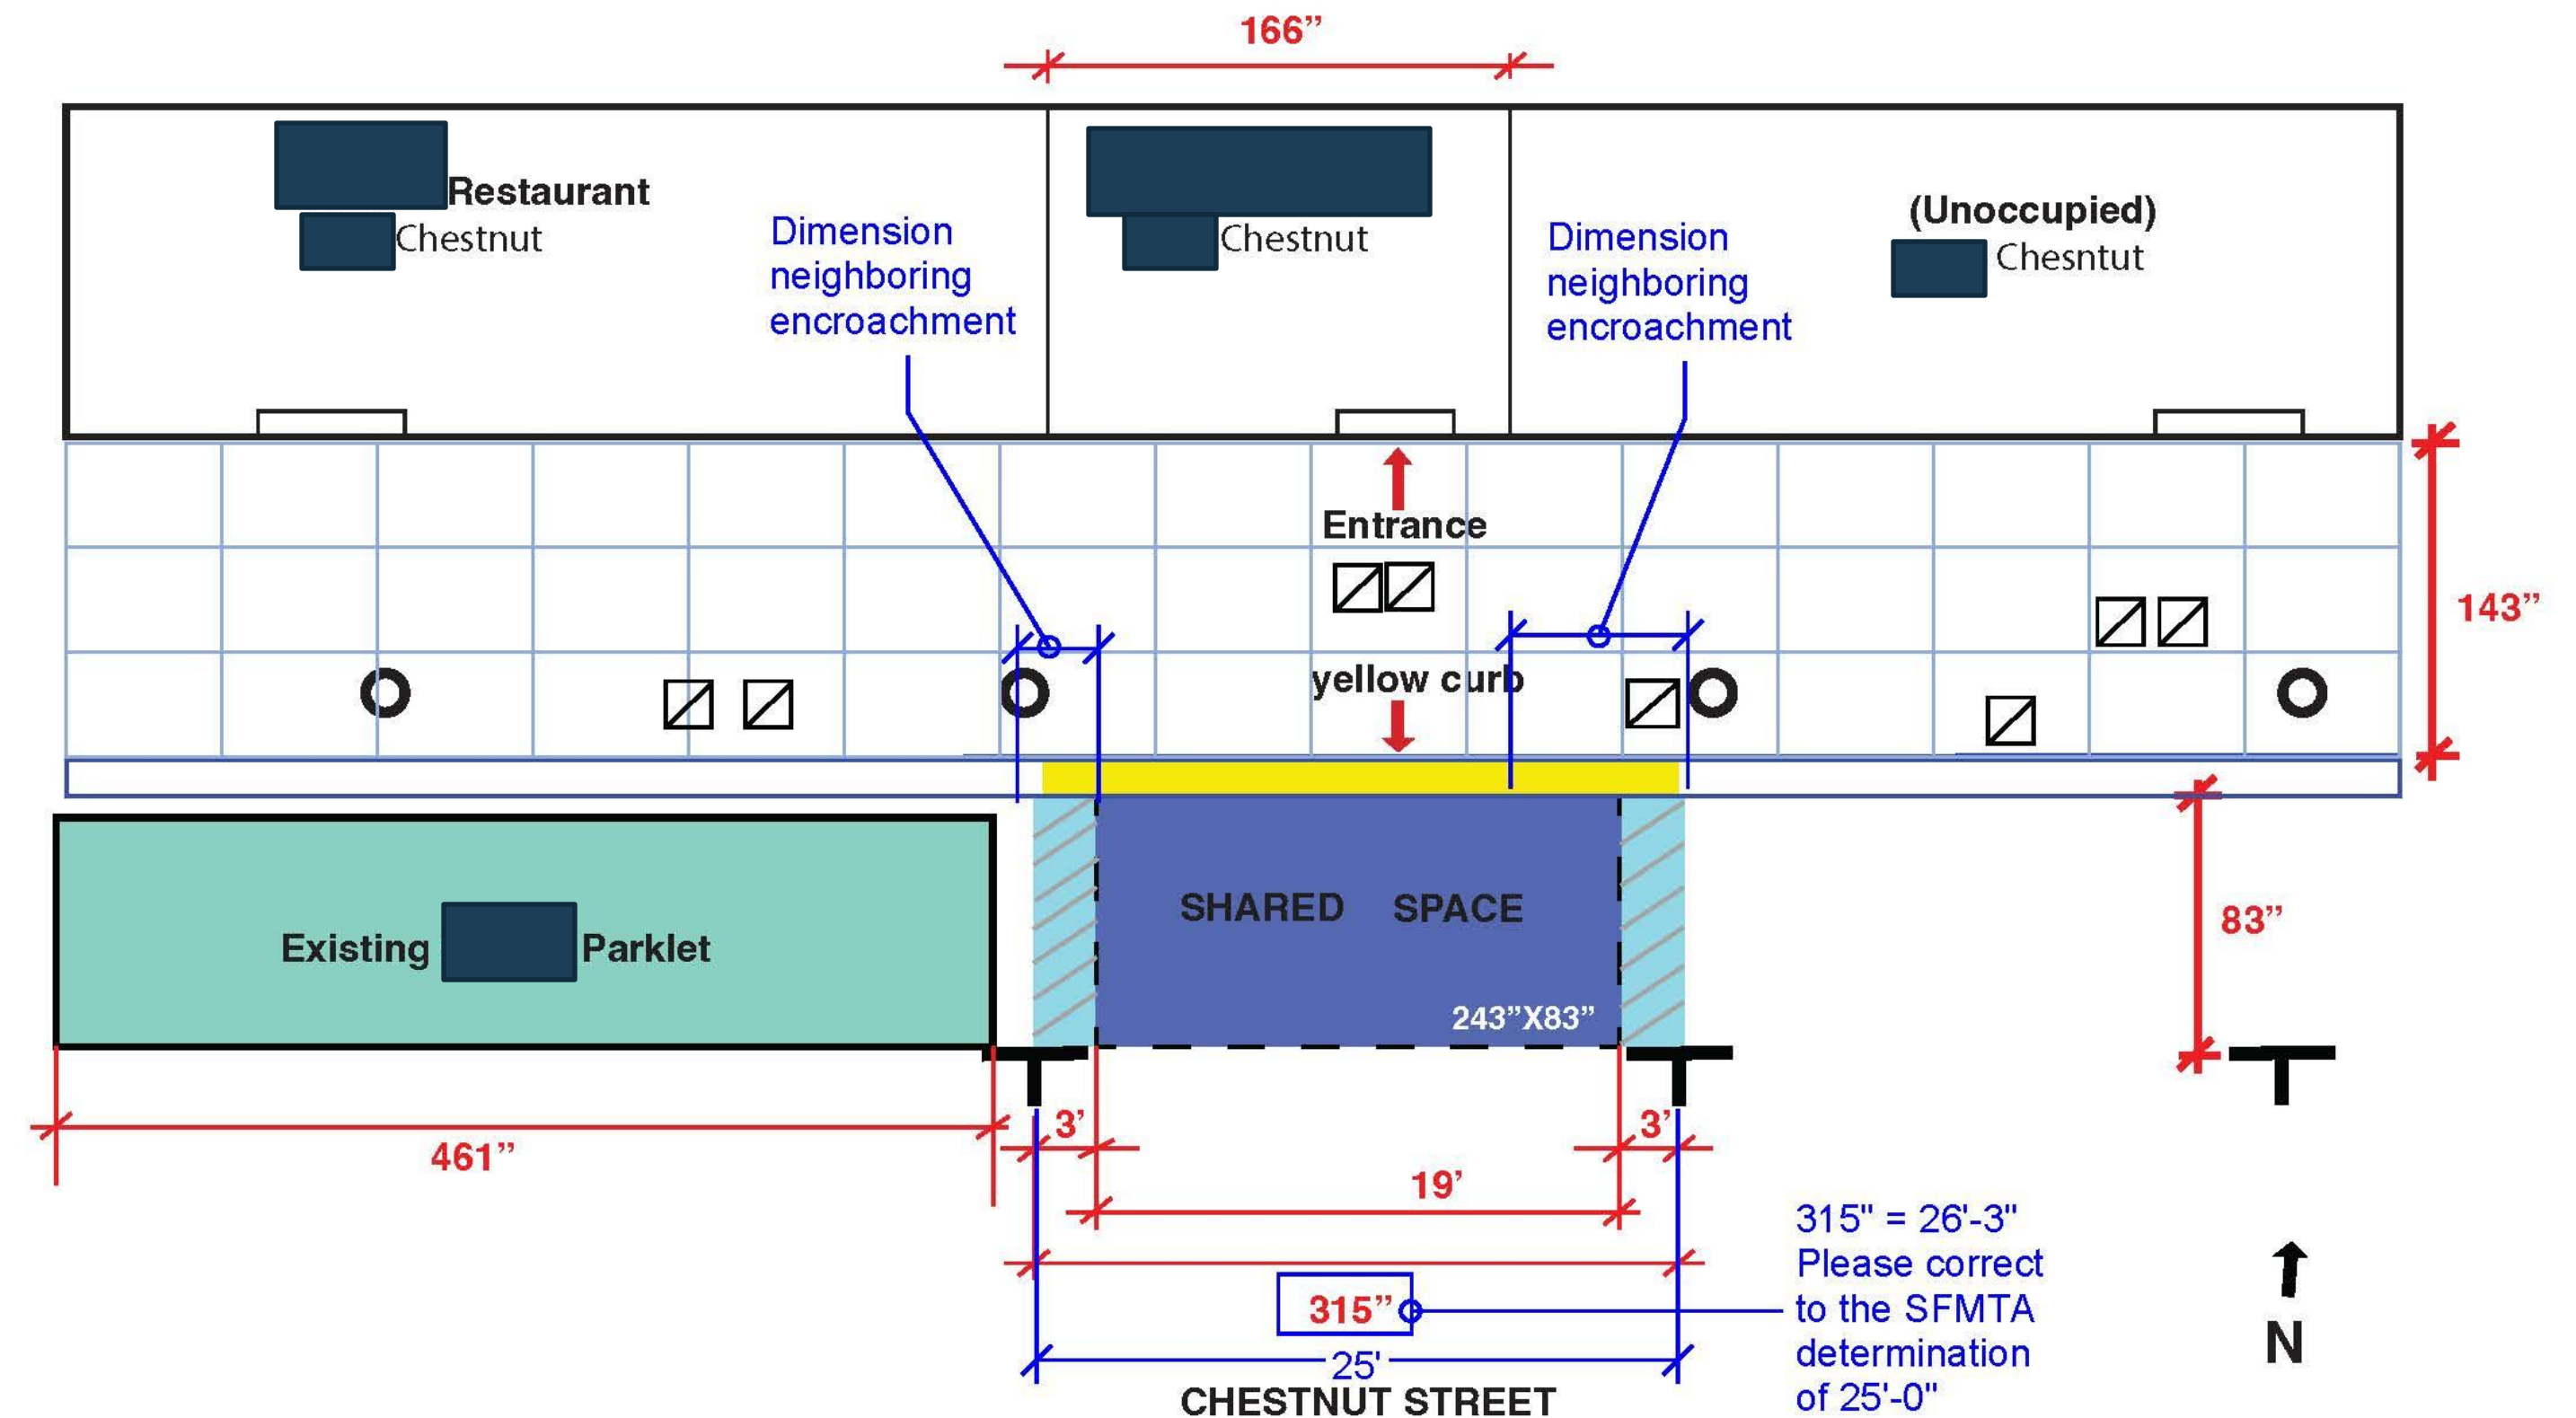 166”
Restaurant
Chestnut
Chestnut
(Unoccupied)
Chesntut
Dimension
neighboring
encroachment
Dimension
neighboring
encroachment
Entrance
yellow curb
143”
83”
SHARED SPACE
243”X83”
Existing Parklet
461”
3’
3’
19’
315”
25'
CHESTNUT STREET
315" = 26'-3"
Please correct
to the SFMTA
determination
of 25'-0"
N